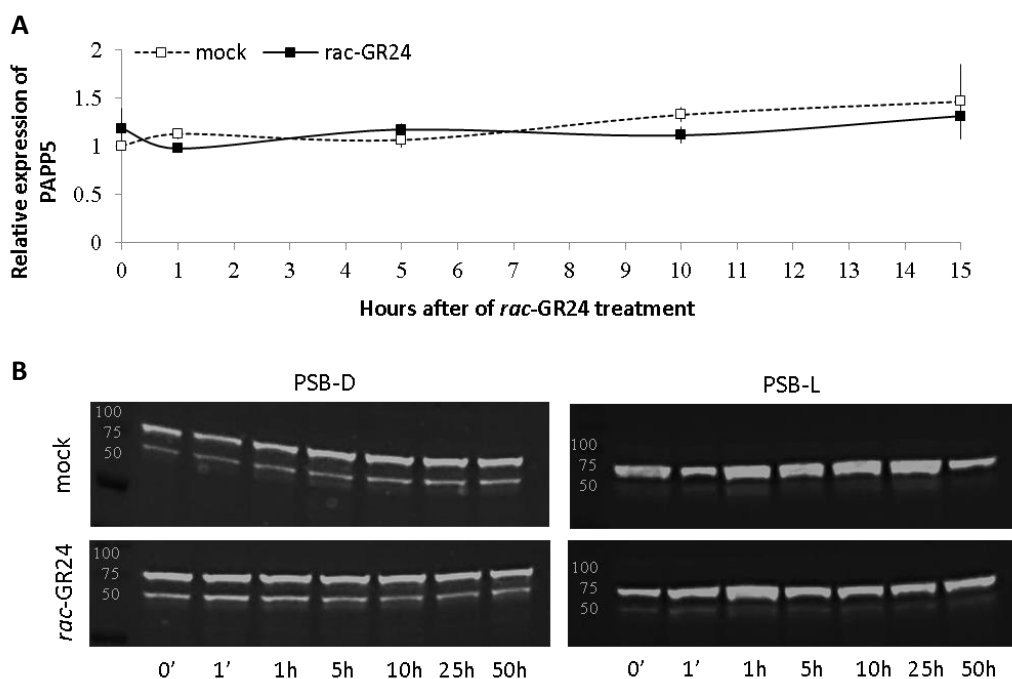 A
mock rac-GR24
Relative expression of
PAPP5
2
1.5
1
0.5
0
0 1 2 3 4 5 6 7 8 9 10 11 12 13 14 15
Hours after of rac-GR24 treatment
B
PSB-D PSB-L
mock
100
75
50
100
75
50
rac-GR24
100
75
50
100
75
50
0' 1' 1h 5h 10h 25h 50h 0' 1' 1h 5h 10h 25h 50h